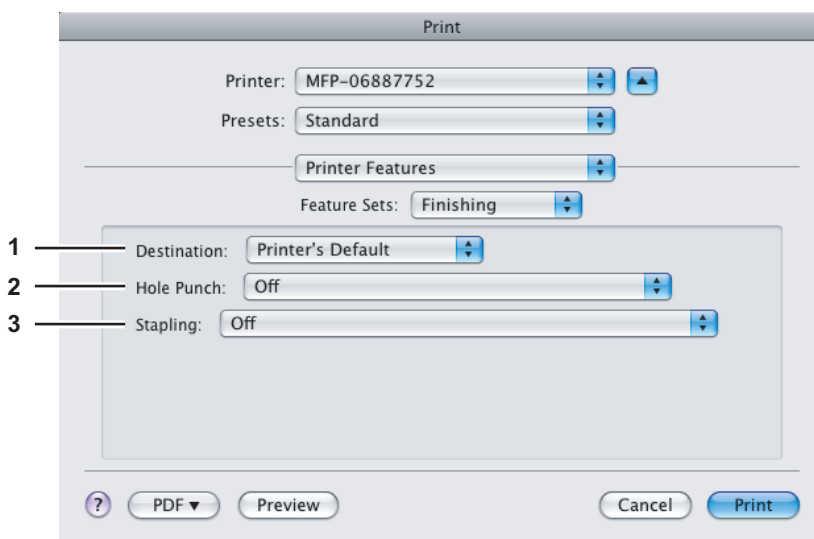 Print
Printer: MFP-06887752
Presets: Standard
Printer Features
Feature Sets: Finishing
1 Destination: Printer's Default
2 Hole Punch: Off
3 Stapling: Off
? PDF ▼ Preview Cancel Print